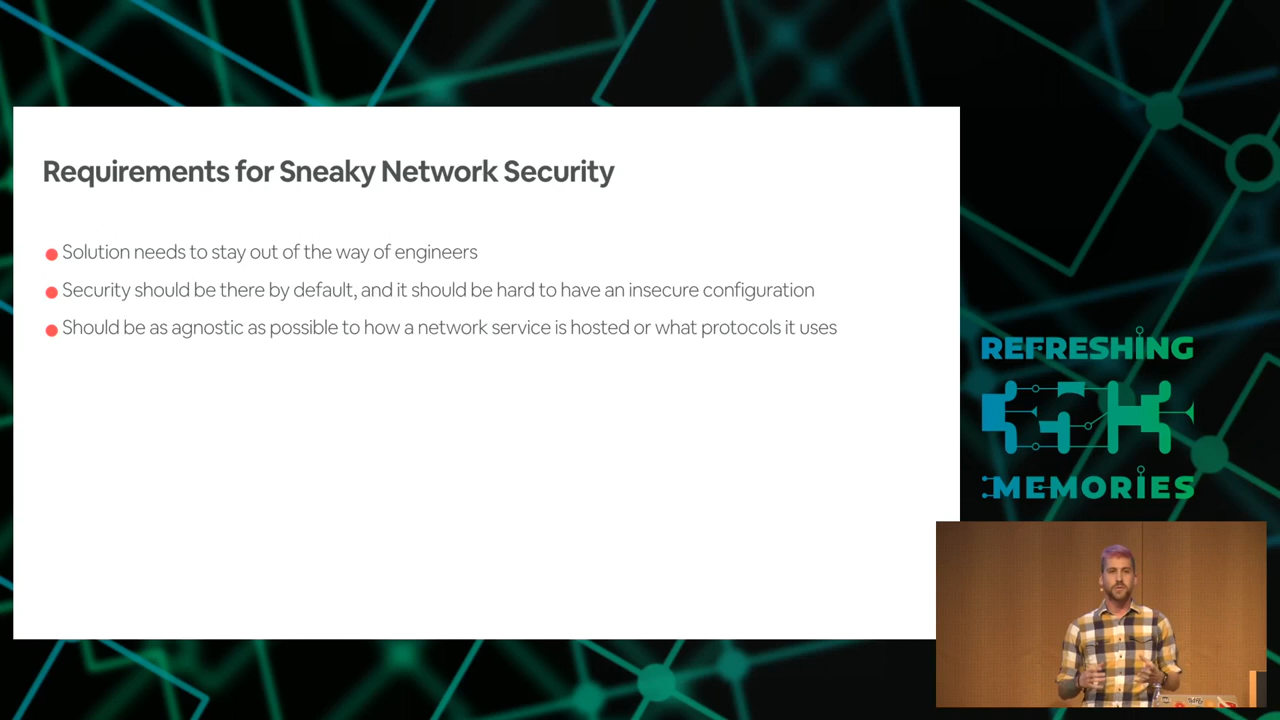 Requirements for Sneaky Network Security
Solution needs to stay out of the way of engineers
Security should be there by default, and it should be hard to have an insecure configuration
Should be as agnostic as possible to how a network service is hosted or what protocols it uses
REFRESHING
MEMORIES